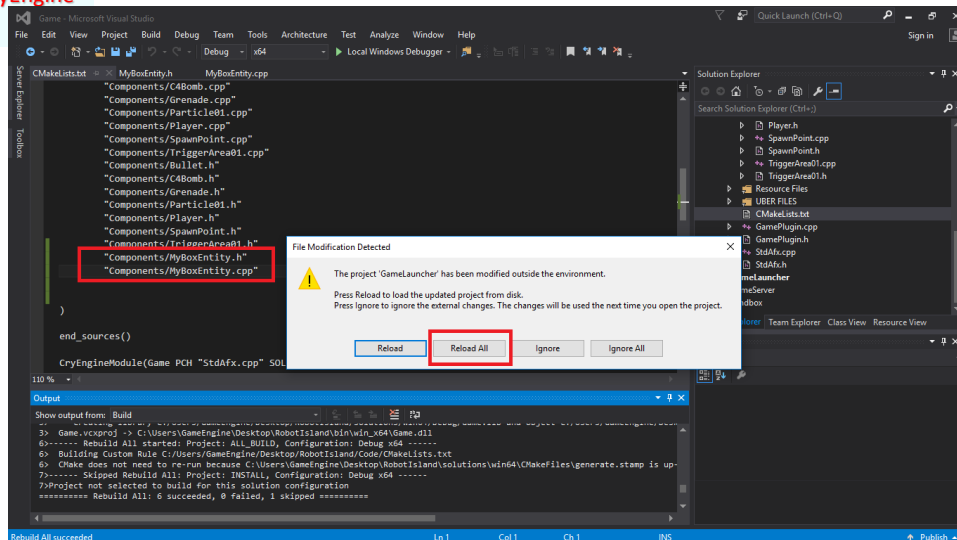 yEngine
Game - Microsoft Visual Studio
Quick Launch (Ctrl+Q)
File Edit View Project Build Debug Team Tools Architecture Test Analyze Window Help
Sign in
Debug x64 Local Windows Debugger
Server Explorer
Toolbox
CMakeLists.txt MyBoxEntity.h MyBoxEntity.cpp
"Components/C4Bomb.cpp"
"Components/Grenade.cpp"
"Components/Particle01.cpp"
"Components/Player.cpp"
"Components/SpawnPoint.cpp"
"Components/TriggerArea01.cpp"
"Components/Bullet.h"
"Components/C4Bomb.h"
"Components/Grenade.h"
"Components/Particle01.h"
"Components/Player.h"
"Components/SpawnPoint.h"
"Components/TriggerArea01.h"
"Components/MyBoxEntity.h"
"Components/MyBoxEntity.cpp"
)
end_sources()
CryEngineModule(Game PCH "StdAfx.cpp" SOL
110 %
Solution Explorer
Search Solution Explorer (Ctrl+;)
Player.h
SpawnPoint.cpp
SpawnPoint.h
TriggerArea01.cpp
TriggerArea01.h
Resource Files
UBER FILES
CMakeLists.txt
GamePlugin.cpp
GamePlugin.h
StdAfx.cpp
StdAfx.h
meLauncher
meServer
ndbox
plorer Team Explorer Class View Resource View
File Modification Detected
The project 'GameLauncher' has been modified outside the environment.
Press Reload to load the updated project from disk.
Press Ignore to ignore the external changes. The changes will be used the next time you open the project.
Reload Reload All Ignore Ignore All
Output
Show output from: Build
3> Game.vcxproj -> C:\Users\GameEngine\Desktop\RobotIsland\bin\win_x64\Game.dll
6>------ Rebuild All started: Project: ALL_BUILD, Configuration: Debug x64 ------
6> Building Custom Rule C:/Users/GameEngine/Desktop/RobotIsland/Code/CMakeLists.txt
6> CMake does not need to re-run because C:\Users\GameEngine\Desktop\RobotIsland\solutions\win64\CMakeFiles\generate.stamp is up-
7>------ Skipped Rebuild All: Project: INSTALL, Configuration: Debug x64 ------
7>Project not selected to build for this solution configuration
========== Rebuild All: 6 succeeded, 0 failed, 1 skipped ==========
Rebuild All succeeded Ln 1 Col 1 Ch 1 INS Publish